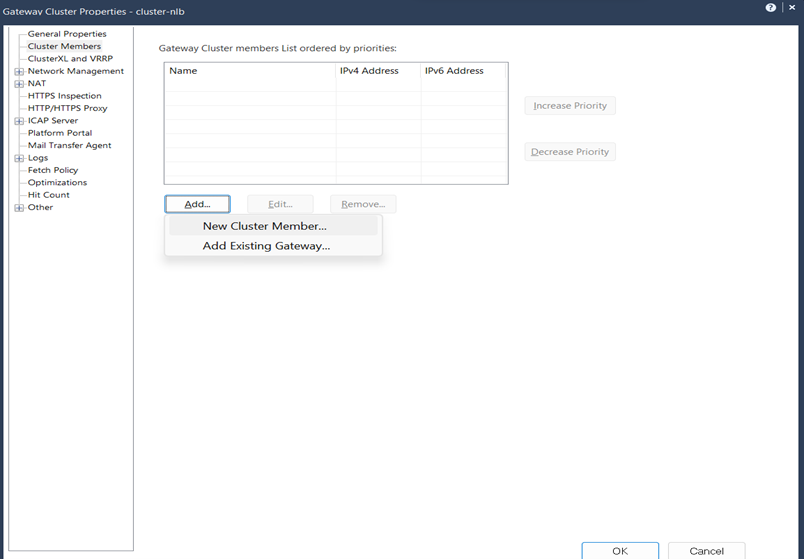 Gateway Cluster Properties - cluster-nlb
General Properties
Cluster Members
ClusterXL and VRRP
Network Management
NAT
HTTPS Inspection
HTTP/HTTPS Proxy
ICAP Server
Platform Portal
Mail Transfer Agent
Logs
Fetch Policy
Optimizations
Hit Count
Other
Gateway Cluster members List ordered by priorities:
Name IPv4 Address IPv6 Address
Increase Priority
Decrease Priority
Add... Edit... Remove...
New Cluster Member...
Add Existing Gateway...
OK Cancel